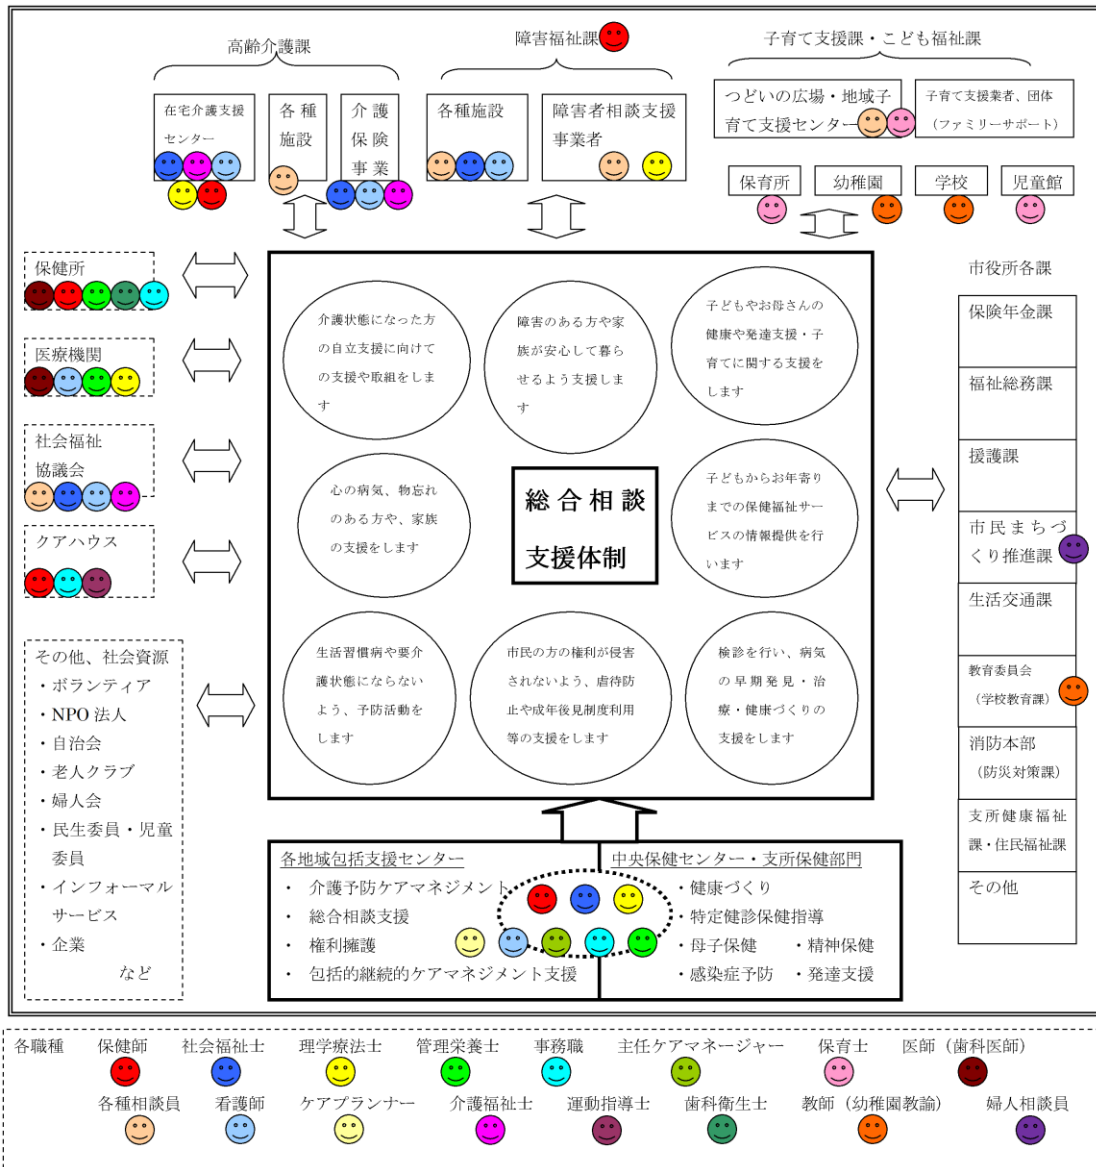 高齢介護課
障害福祉課
子育て支援課・こども福祉課
在宅介護支援
センター
各種
施設
介護
保険
事業
各種施設
障害者相談支援
事業者
つどいの広場・地域子
育て支援センター
子育て支援業者、団体
（ファミリーサポート）
保育所
幼稚園
学校
児童館
保健所
医療機関
社会福祉
協議会
クアハウス
その他、社会資源
・ボランティア
・NPO 法人
・自治会
・老人クラブ
・婦人会
・民生委員・児童
委員
・インフォーマル
サービス
・企業
など
介護状態になった方
の自立支援に向けて
の支援や取組をしま
す
障害のある方や家
族が安心して暮ら
せるよう支援しま
す
子どもやお母さんの
健康や発達支援・子
育てに関する支援を
します
心の病気、物忘れ
のある方や、家族
の支援をします
総合相談
支援体制
子どもからお年寄り
までの保健福祉サー
ビスの情報提供を行
います
生活習慣病や要介
護状態にならない
よう、予防活動を
します
市民の方の権利が侵害
されないよう、虐待防
止や成年後見制度利用
等の支援をします
検診を行い、病気
の早期発見・治
療・健康づくりの
支援をします
市役所各課
保険年金課
福祉総務課
援護課
市民まちづ
くり推進課
生活交通課
教育委員会
（学校教育課）
消防本部
（防災対策課）
支所健康福祉
課・住民福祉課
その他
各地域包括支援センター
・ 介護予防ケアマネジメント
・ 総合相談支援
・ 権利擁護
・ 包括的継続的ケアマネジメント支援
中央保健センター・支所保健部門
・健康づくり
・特定健診保健指導
・母子保健 ・精神保健
・感染症予防 ・発達支援
各職種 保健師 社会福祉士 理学療法士 管理栄養士 事務職 主任ケアマネージャー 保育士 医師（歯科医師）
各種相談員 看護師 ケアプランナー 介護福祉士 運動指導士 歯科衛生士 教師（幼稚園教諭） 婦人相談員